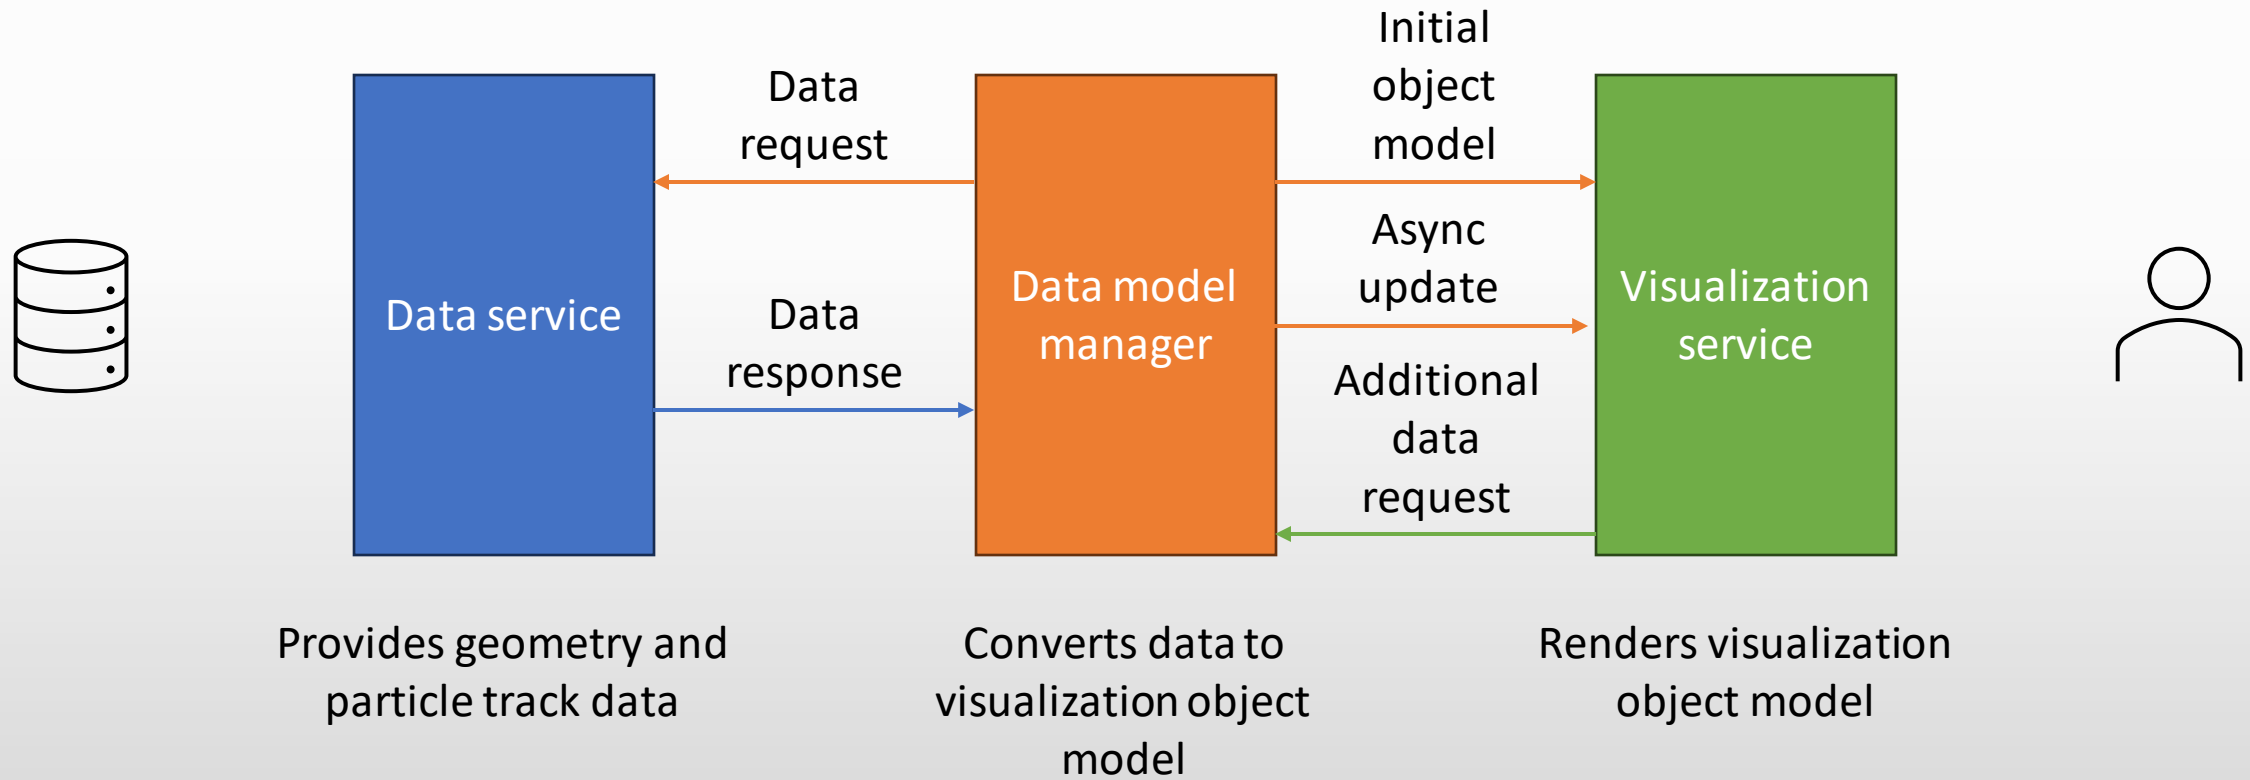 Data
request
Initial
object
model
Data service
Data
response
Data model
manager
Async
update
Additional
data
request
Visualization
service
Provides geometry and
particle track data
Converts data to
visualization object
model
Renders visualization
object model